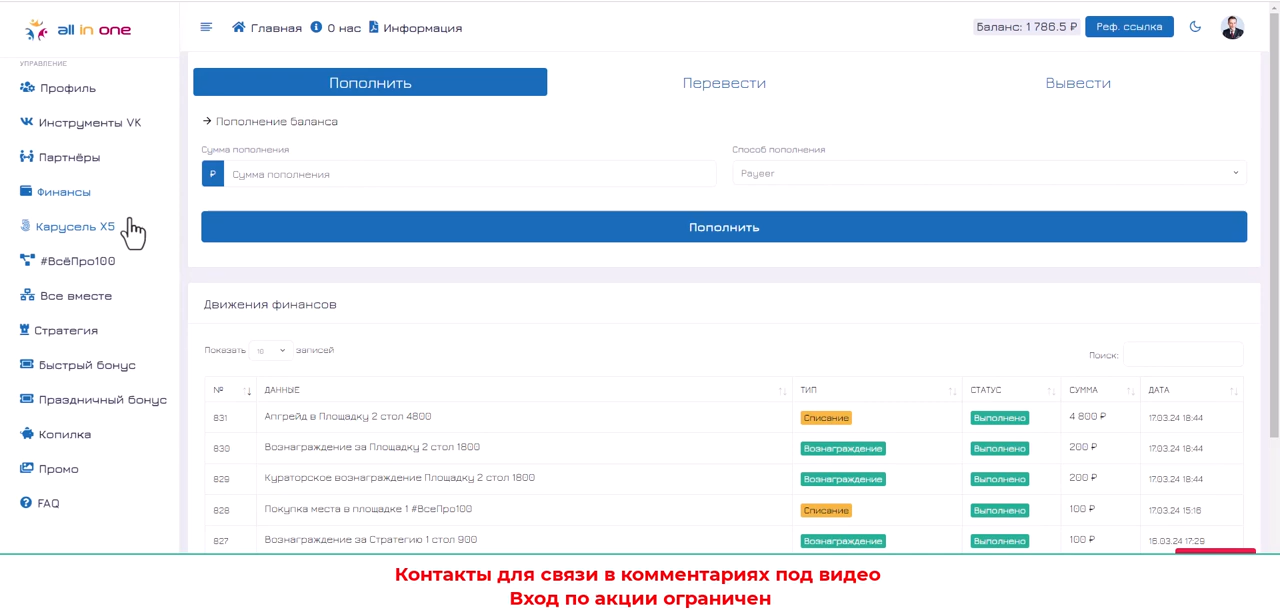 all in one
Главная О нас Информация
Баланс: 1 786.5 ₽ Реф. ссылка
УПРАВЛЕНИЕ
Профиль
Инструменты VK
Партнёры
Финансы
Карусель X5
#ВсёПро100
Все вместе
Стратегия
Быстрый бонус
Праздничный бонус
Копилка
Промо
FAQ
Пополнить Перевести Вывести
Пополнение баланса
Сумма пополнения Способ пополнения
₽ Сумма пополнения Payeer
Пополнить
Движения финансов
Показать 10 записей
Поиск:
№ ДАННЫЕ ТИП СТАТУС СУММА ДАТА
831 Апгрейд в Площадку 2 стол 4800 Списание Выполнено 4 800 ₽ 17.03.24 18:44
830 Вознаграждение за Площадку 2 стол 1800 Вознаграждение Выполнено 200 ₽ 17.03.24 18:44
829 Кураторское вознаграждение Площадку 2 стол 1800 Вознаграждение Выполнено 200 ₽ 17.03.24 18:44
828 Покупка места в площадке 1 #ВсеПро100 Списание Выполнено 100 ₽ 17.03.24 15:16
827 Вознаграждение за Стратегию 1 стол 900 Вознаграждение Выполнено 100 ₽ 16.03.24 17:29
Контакты для связи в комментариях под видео
Вход по акции ограничен